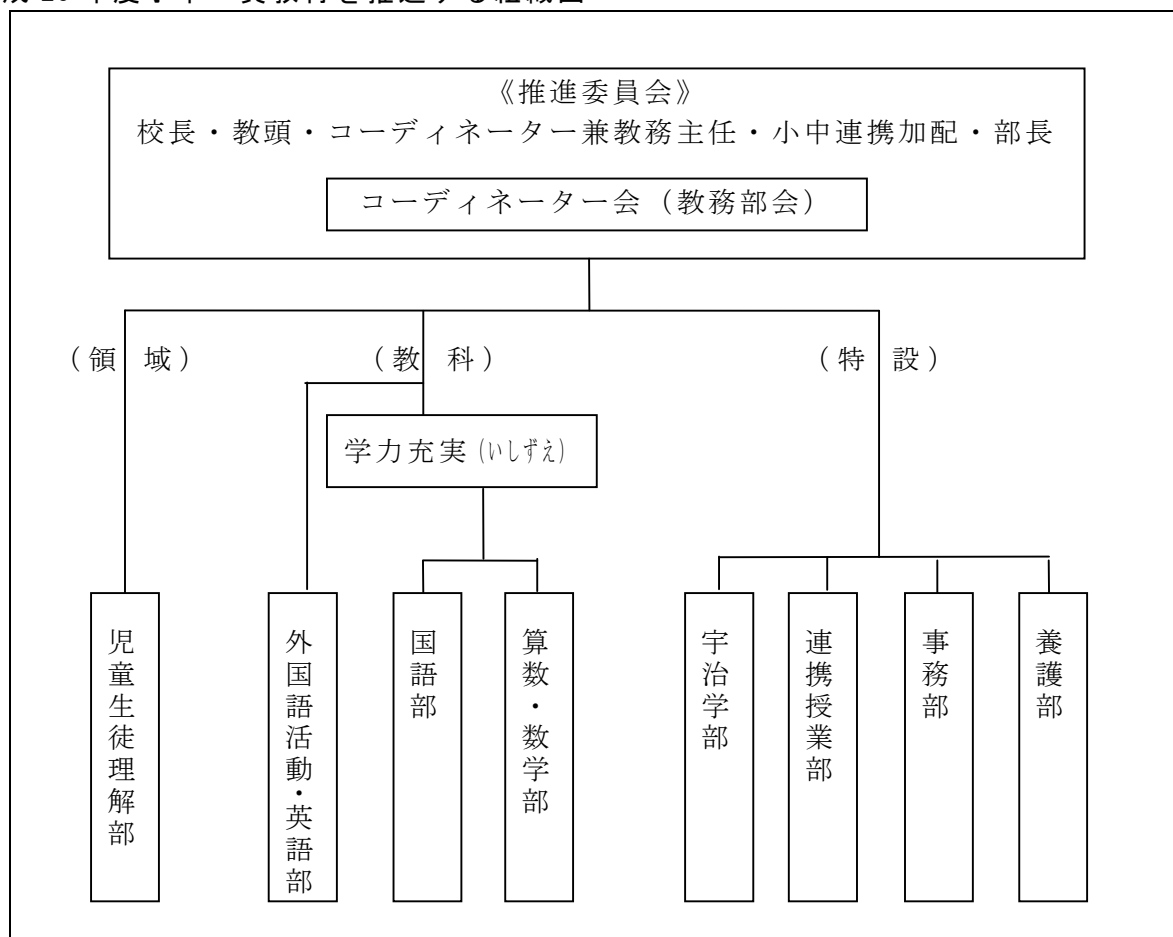 《推進委員会》
校長・教頭・コーディネーター兼教務主任・小中連携加配・部長
コーディネーター会(教務部会)
(領域)
(教科)
(特設)
学力充実(いしずえ)
児童生徒理解部
外国語活動・英語部
国語部
算数・数学部
宇治学部
連携授業部
事務部
養護部